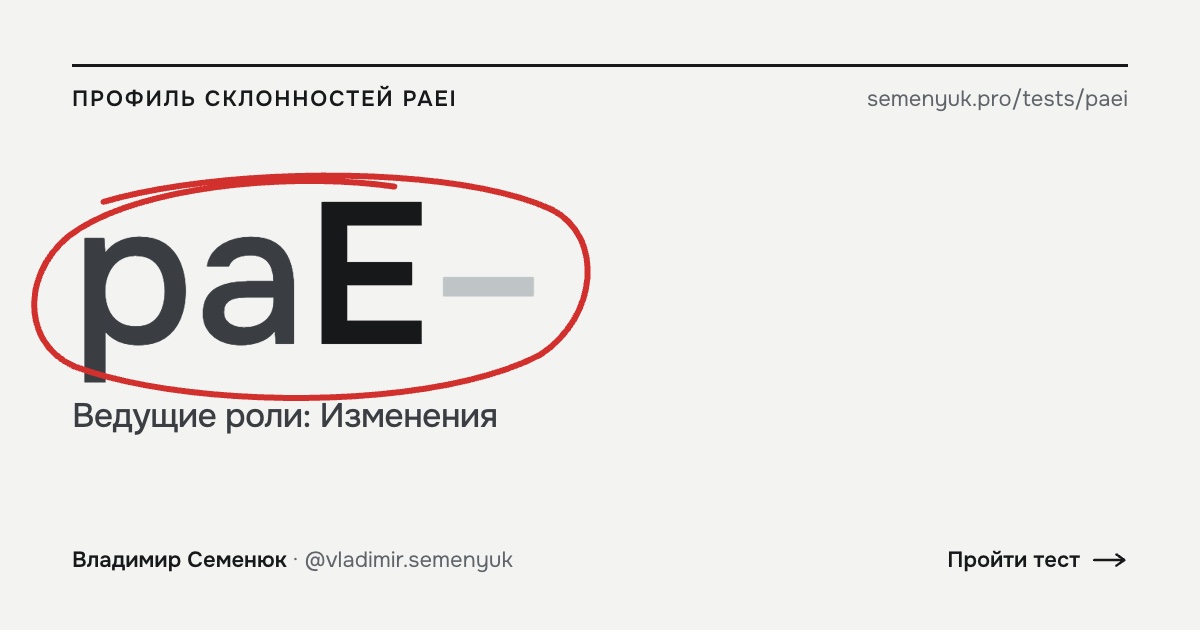 ПРОФИЛЬ СКЛОННОСТЕЙ PAEI
semenyuk.pro/tests/paei
paE–
Ведущие роли: Изменения
Владимир Семенюк · @vladimir.semenyuk
Пройти тест →